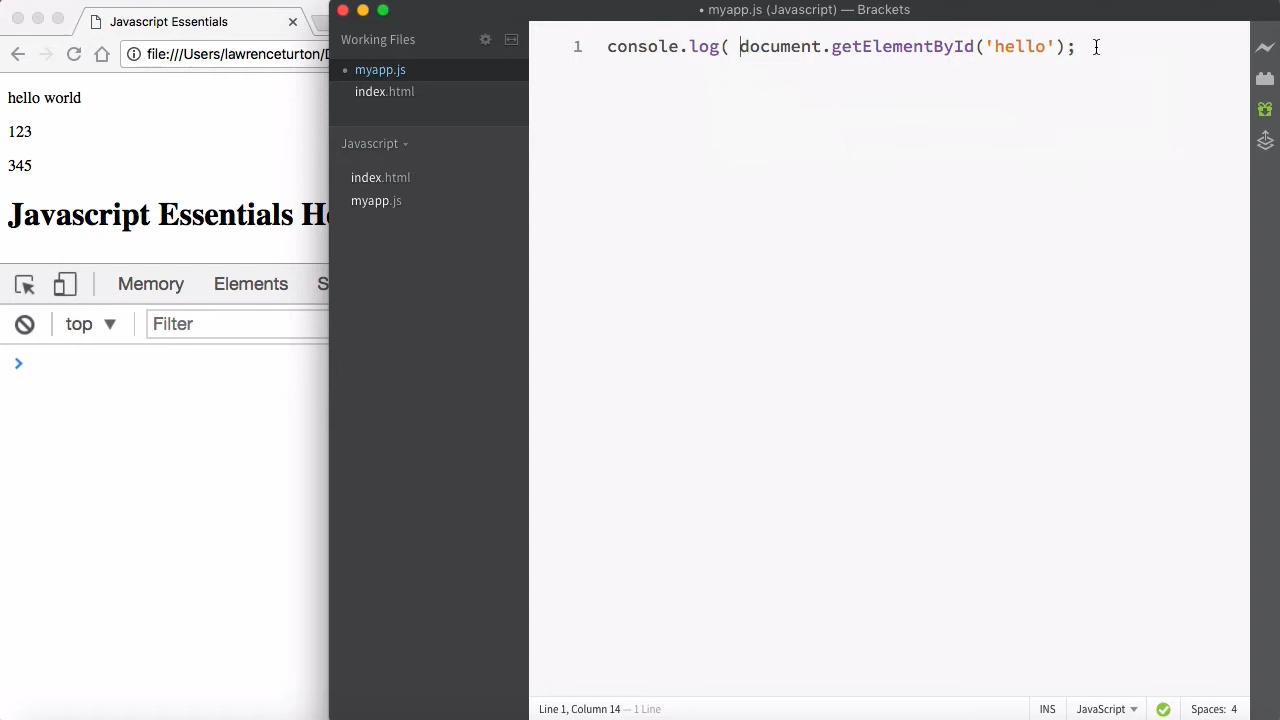 Javascript Essentials
file:///Users/lawrenceturton/D
hello world
123
345
Javascript Essentials
Memory
Elements
top
Filter
• myapp.js (Javascript) — Brackets
Working Files
myapp.js
index.html
Javascript
index.html
myapp.js
1 console.log( document.getElementById('hello');
Line 1, Column 14 — 1 Line
INS
JavaScript
Spaces: 4